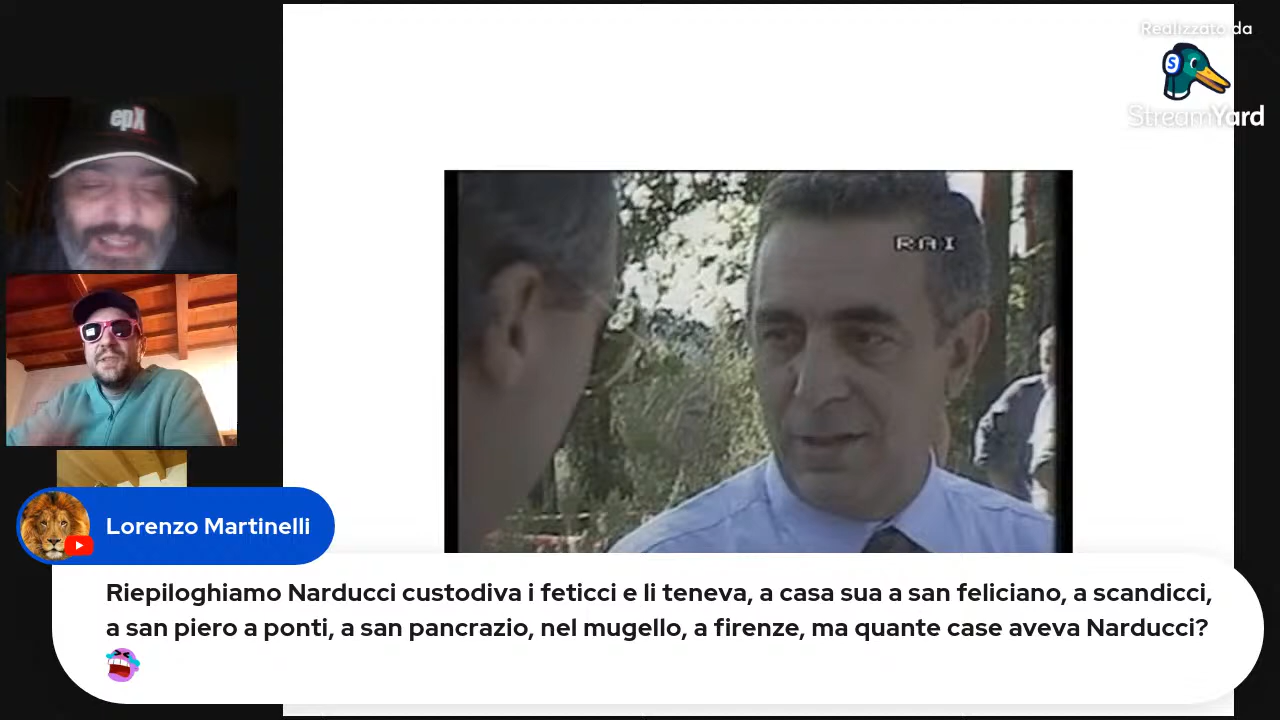 Realizzato da
StreamYard
epX
RAI
Lorenzo Martinelli
Riepiloghiamo Narducci custodiva i feticci e li teneva, a casa sua a san feliciano, a scandicci,
a san piero a ponti, a san pancrazio, nel mugello, a firenze, ma quante case aveva Narducci?